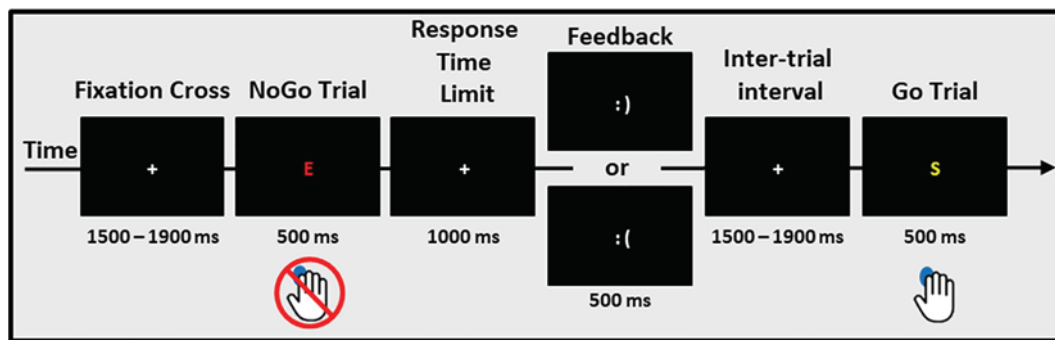 Time
Fixation Cross
+
1500 – 1900 ms
NoGo Trial
E
500 ms
Response
Time
Limit
+
1000 ms
Feedback
: )
or
: (
500 ms
Inter-trial
interval
+
1500 – 1900 ms
Go Trial
S
500 ms